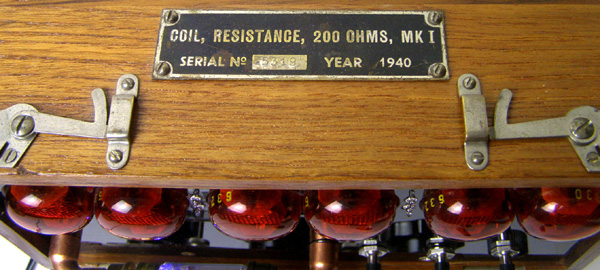 COIL, RESISTANCE, 200 OHMS, MK I
SERIAL Nº YEAR 1940